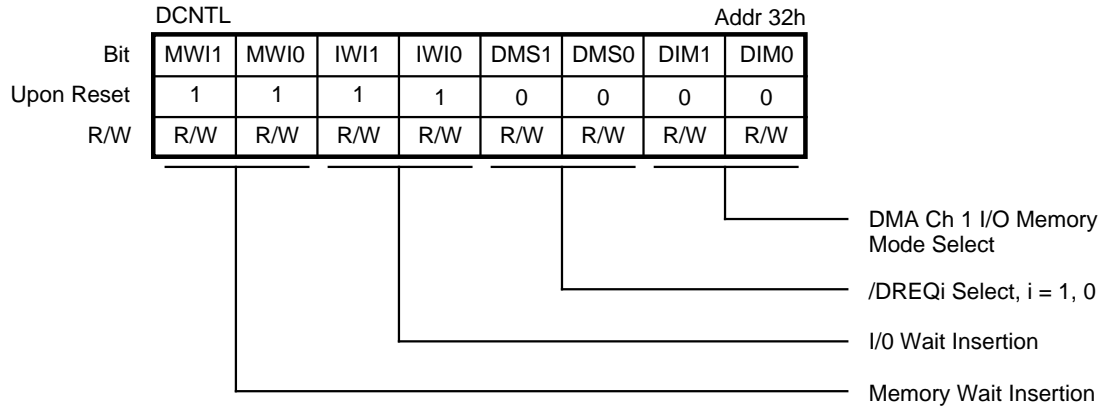 DCNTL Addr 32h
Bit MWI1 MWI0 IWI1 IWI0 DMS1 DMS0 DIM1 DIM0
Upon Reset 1 1 1 1 0 0 0 0
R/W R/W R/W R/W R/W R/W R/W R/W R/W
DMA Ch 1 I/O Memory
Mode Select
/DREQi Select, i = 1, 0
I/0 Wait Insertion
Memory Wait Insertion